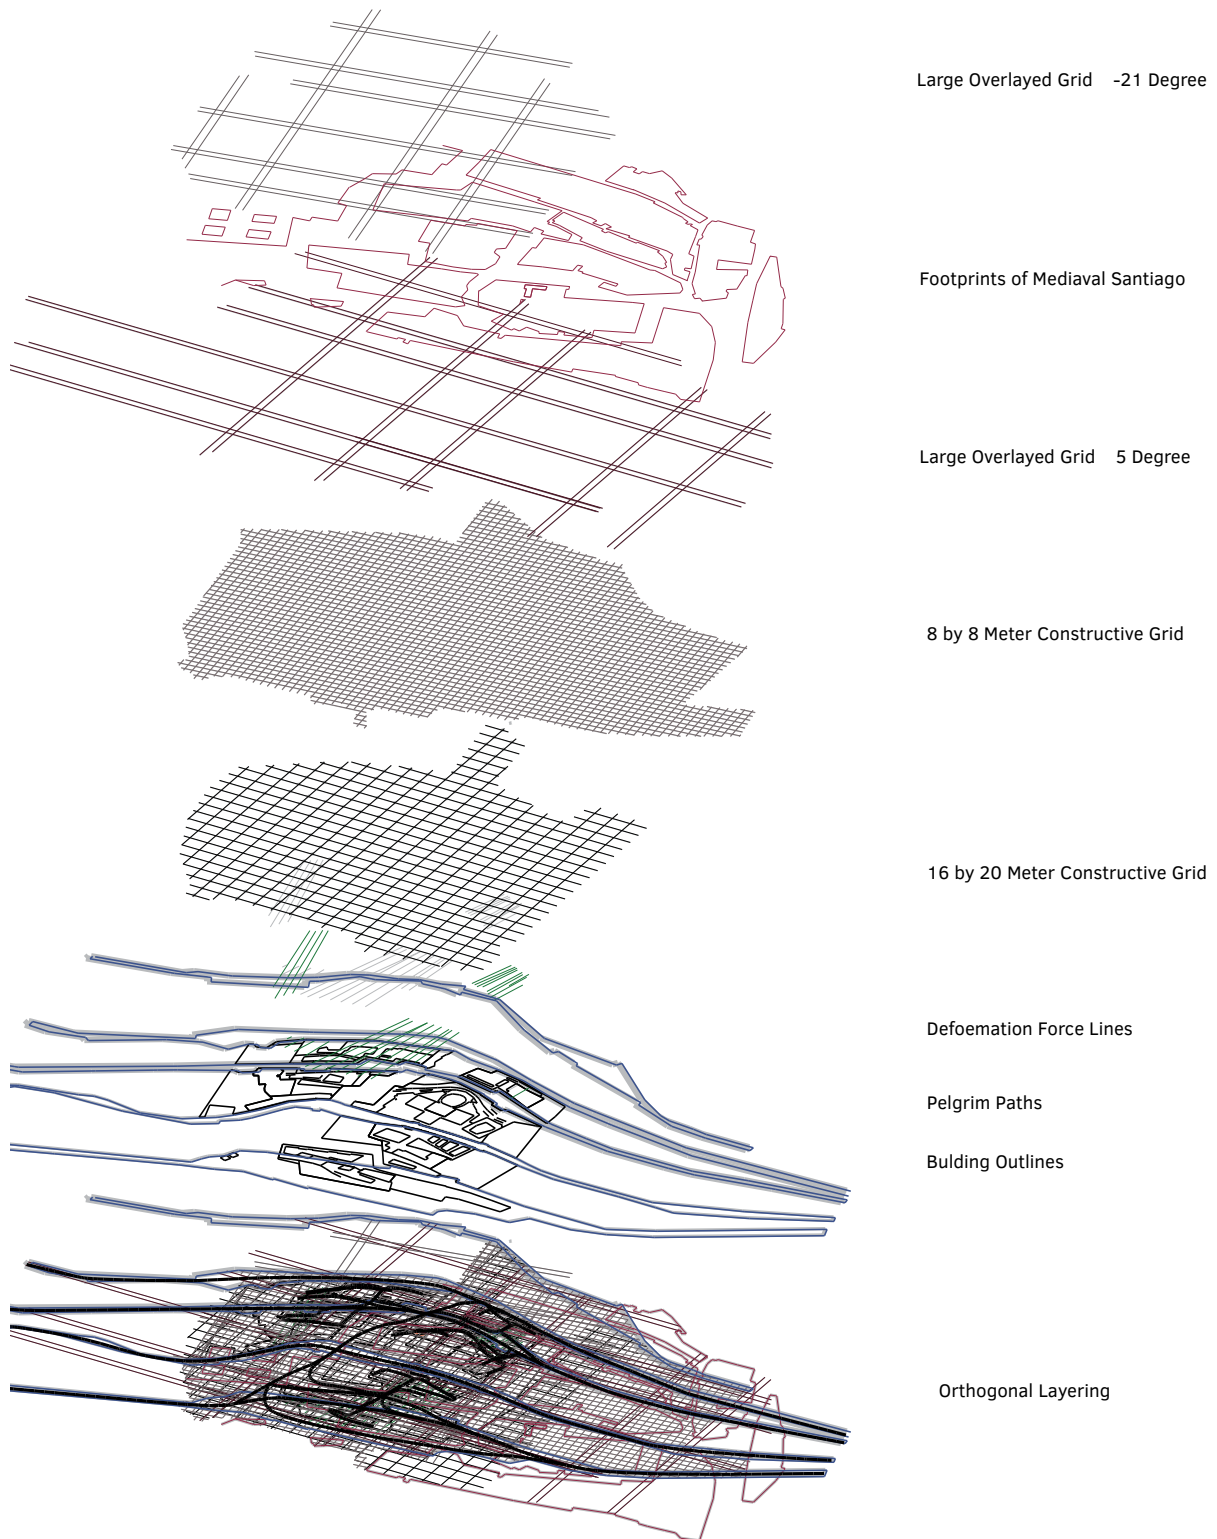 Large Overlayed Grid -21 Degree
Footprints of Mediaval Santiago
Large Overlayed Grid 5 Degree
8 by 8 Meter Constructive Grid
16 by 20 Meter Constructive Grid
Defoemation Force Lines
Pelgrim Paths
Bulding Outlines
Orthogonal Layering